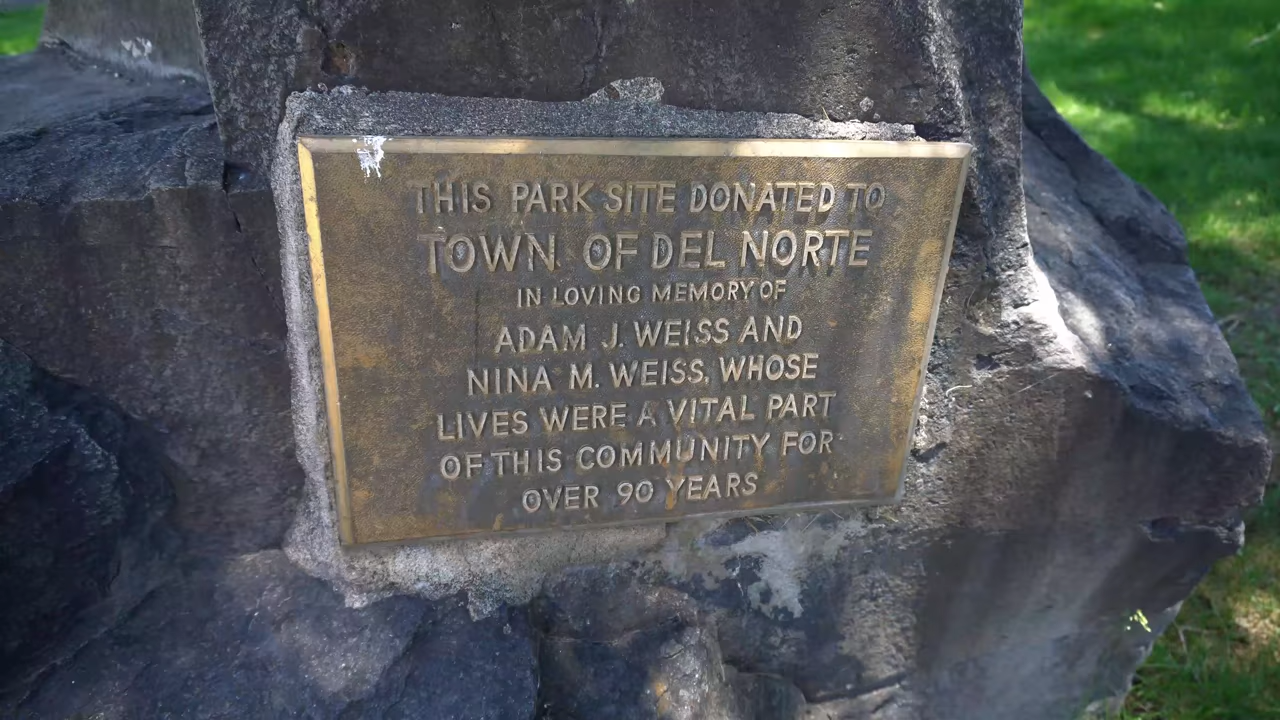 THIS PARK SITE DONATED TO
TOWN OF DEL NORTE
IN LOVING MEMORY OF
ADAM J. WEISS AND
NINA M. WEISS, WHOSE
LIVES WERE A VITAL PART
OF THIS COMMUNITY FOR
OVER 90 YEARS